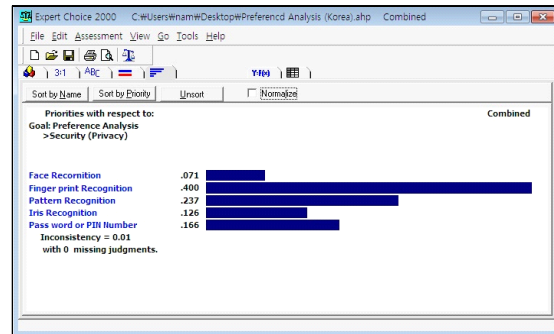 Expert Choice 2000 C:₩Users₩nam₩Desktop₩Preferencd Analysis (Korea).ahp Combined
File Edit Assessment View Go Tools Help
3:1 ABC Y=f(x)
Sort by Name Sort by Priority Unsort Normalize
Priorities with respect to: Combined
Goal: Preference Analysis
>Security (Privacy)
Face Recornition .071
Finger print Recognition .400
Pattern Recognition .237
Iris Recognition .126
Pass word or PIN Number .166
Inconsistency = 0.01
with 0 missing judgments.